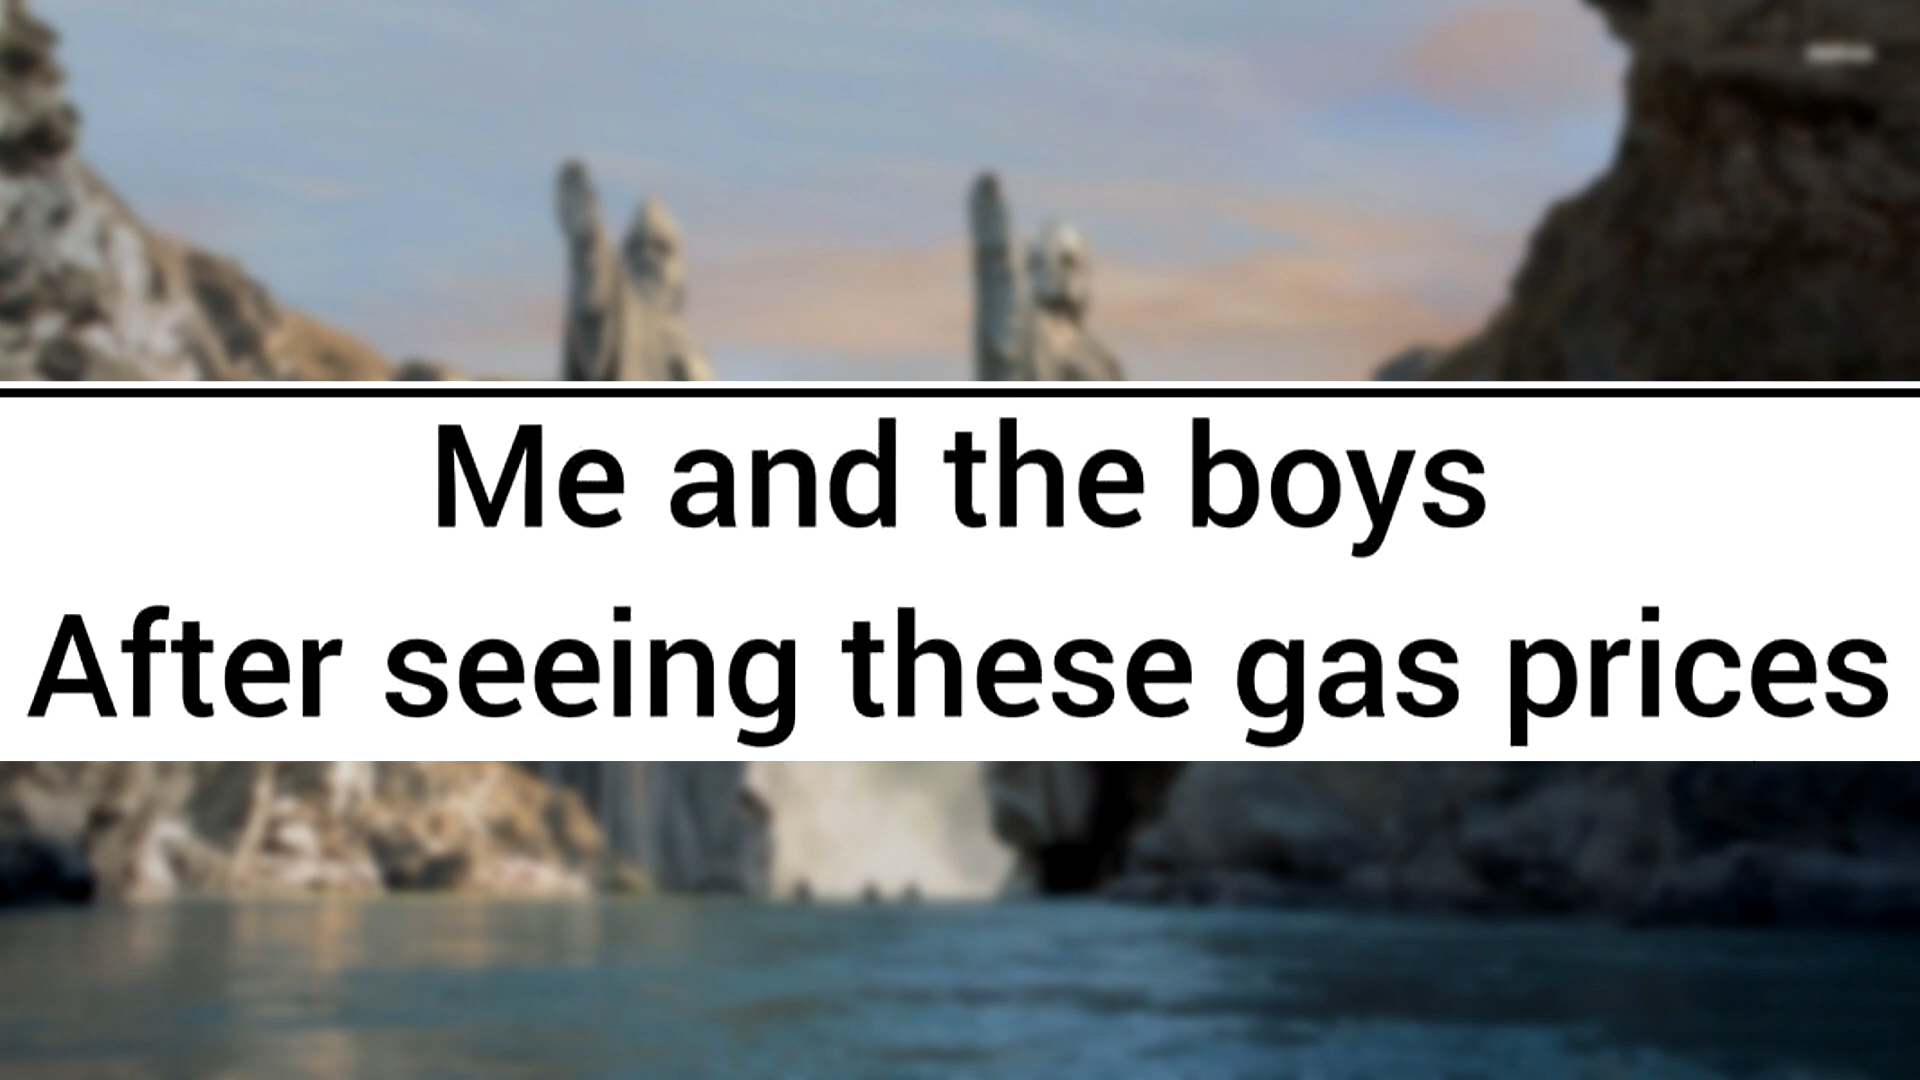 Me and the boys
After seeing these gas prices